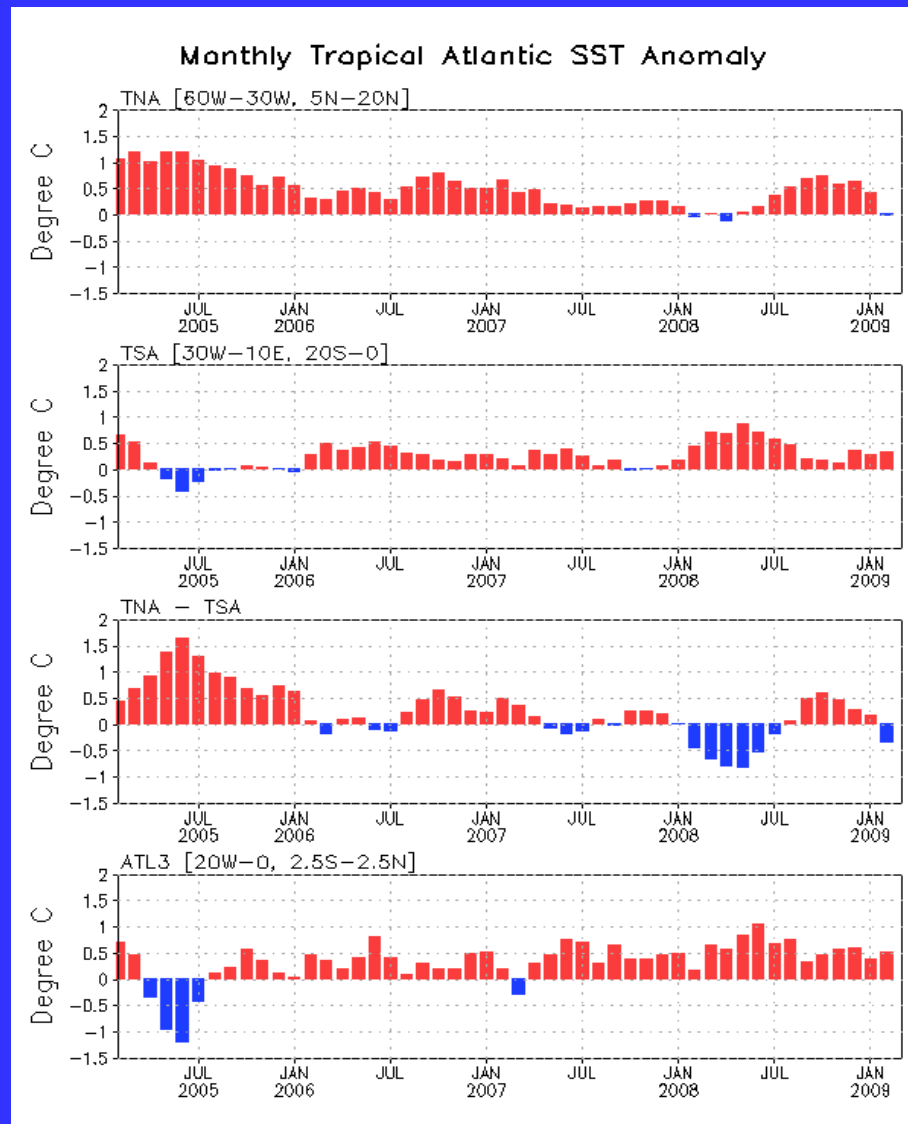 Monthly Tropical Atlantic SST Anomaly
TNA [60W-30W, 5N-20N]
Degree C
2
1.5
1
0.5
0
-0.5
-1
-1.5
JUL JAN JUL JAN JUL JAN JUL JAN
2005 2006 2007 2008 2009
TSA [30W-10E, 20S-0]
Degree C
2
1.5
1
0.5
0
-0.5
-1
-1.5
JUL JAN JUL JAN JUL JAN JUL JAN
2005 2006 2007 2008 2009
TNA - TSA
Degree C
2
1.5
1
0.5
0
-0.5
-1
-1.5
JUL JAN JUL JAN JUL JAN JUL JAN
2005 2006 2007 2008 2009
ATL3 [20W-0, 2.5S-2.5N]
Degree C
2
1.5
1
0.5
0
-0.5
-1
-1.5
JUL JAN JUL JAN JUL JAN JUL JAN
2005 2006 2007 2008 2009